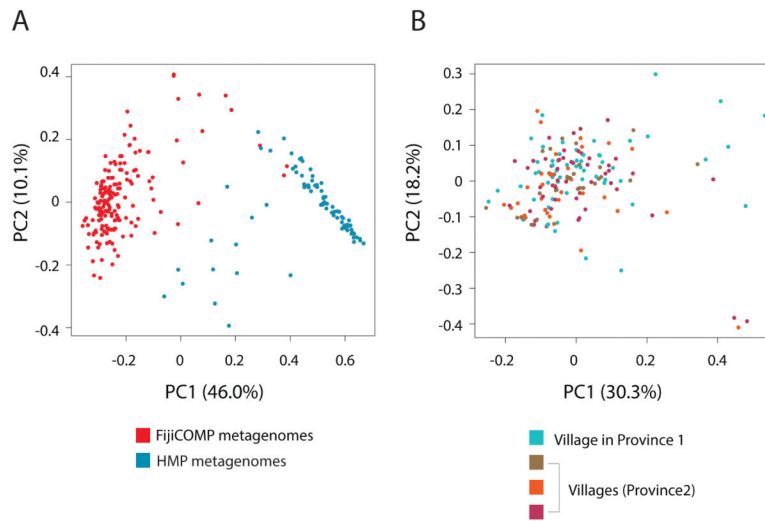 A
B
0.4
0.2
0
-0.2
-0.4
PC2 (10.1%)
-0.2
0
0.2
0.4
0.6
PC1 (46.0%)
FijiCOMP metagenomes
HMP metagenomes
0.3
0.2
0.1
0
-0.1
-0.2
-0.3
-0.4
PC2 (18.2%)
-0.2
0
0.2
0.4
PC1 (30.3%)
Village in Province 1
Villages (Province2)